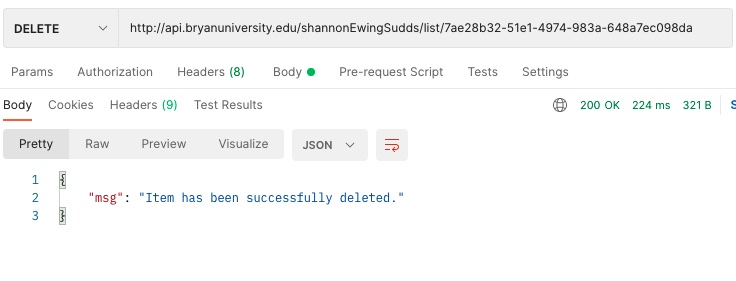 DELETE http://api.bryanuniversity.edu/shannonEwingSudds/list/7ae28b32-51e1-4974-983a-648a7ec098da
Params Authorization Headers (8) Body Pre-request Script Tests Settings
Body Cookies Headers (9) Test Results 200 OK 224 ms 321 B S
Pretty Raw Preview Visualize JSON
1 {
2 "msg": "Item has been successfully deleted."
3 }